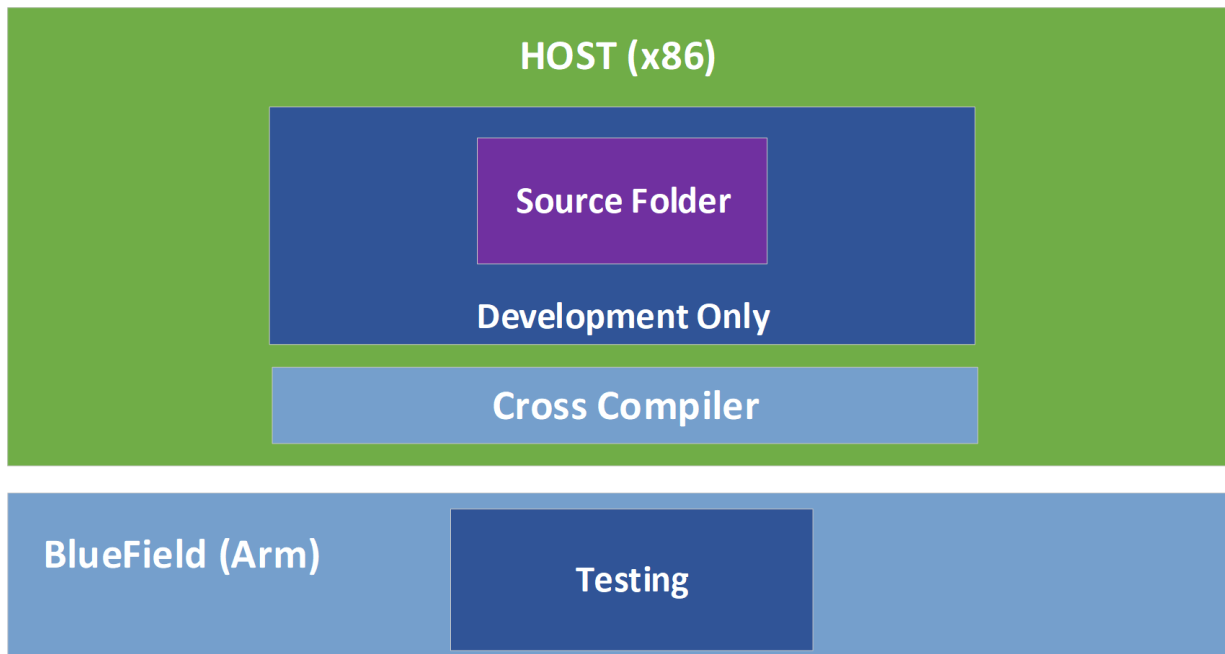 HOST (x86)
Source Folder
Development Only
Cross Compiler
BlueField (Arm)
Testing